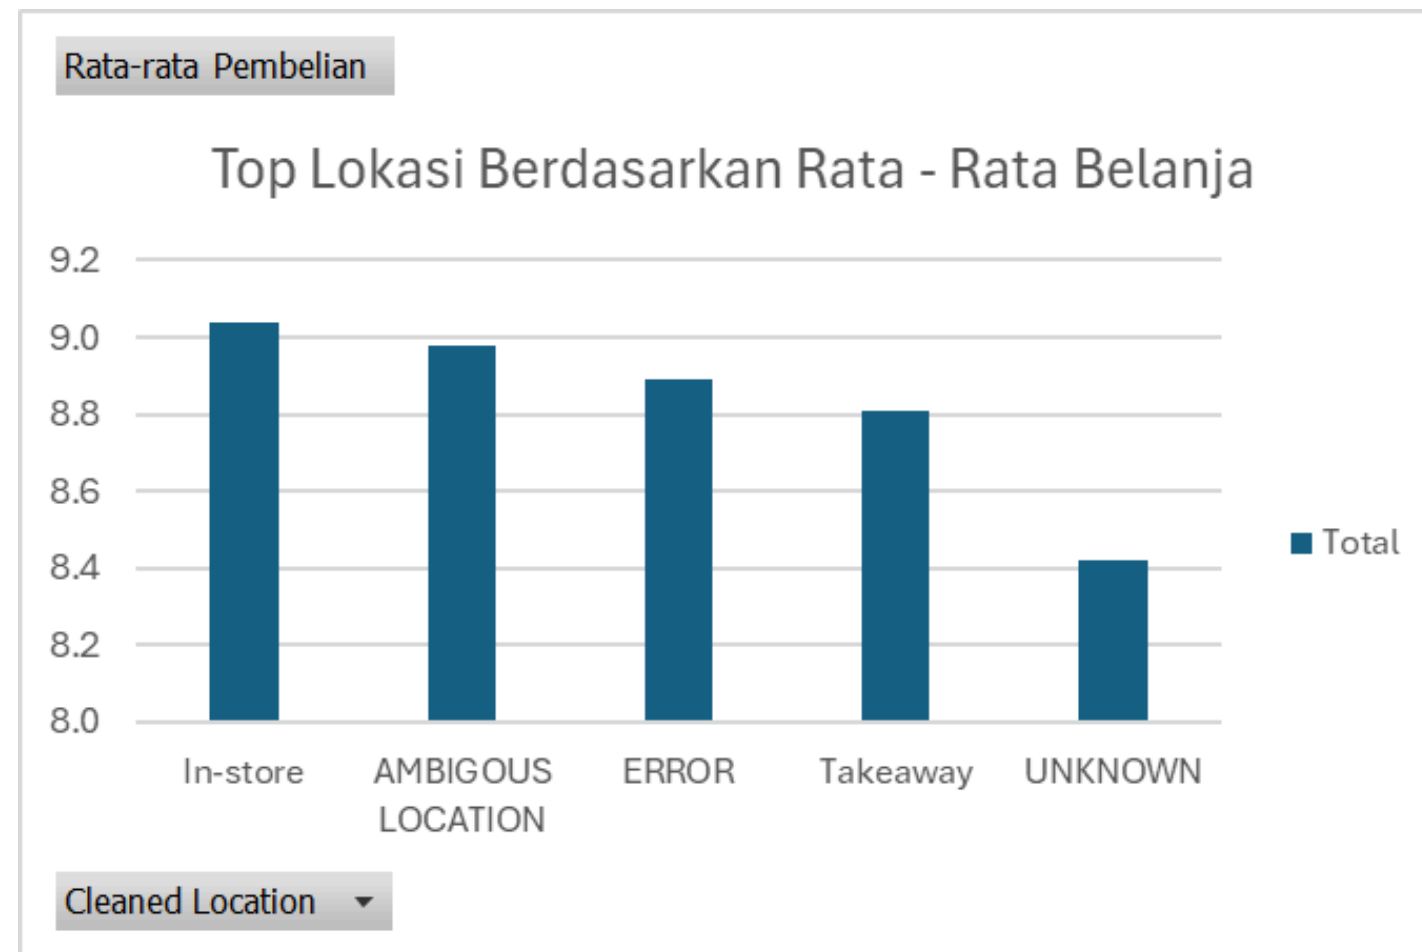 Rata-rata Pembelian
Top Lokasi Berdasarkan Rata - Rata Belanja
9.2
9.0
8.8
8.6
8.4
8.2
8.0
Total
In-store
AMBIGOUS
LOCATION
ERROR
Takeaway
UNKNOWN
Cleaned Location